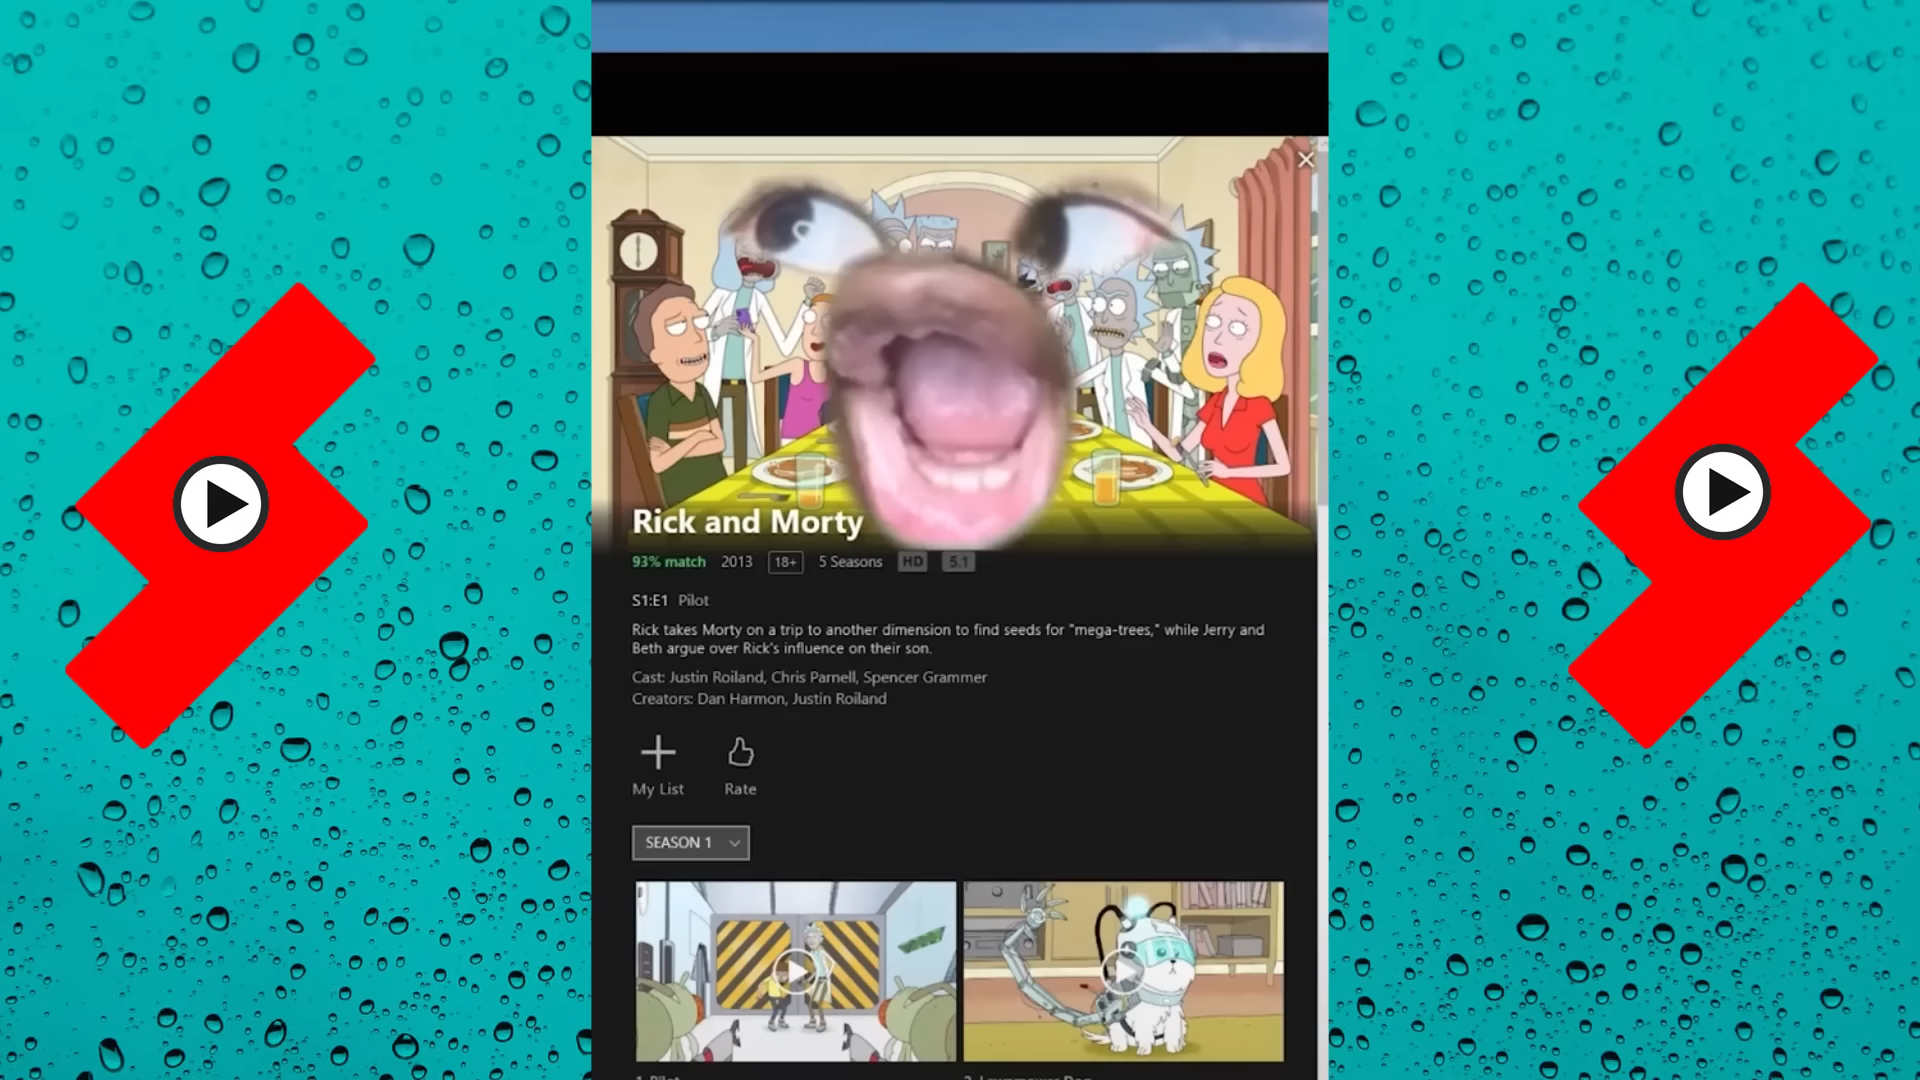 Rick and Morty
93% match 2013 18+ 5 Seasons HD 5.1
S1:E1 Pilot
Rick takes Morty on a trip to another dimension to find seeds for "mega-trees," while Jerry and
Beth argue over Rick's influence on their son.
Cast: Justin Roiland, Chris Parnell, Spencer Grammer
Creators: Dan Harmon, Justin Roiland
My List Rate
SEASON 1